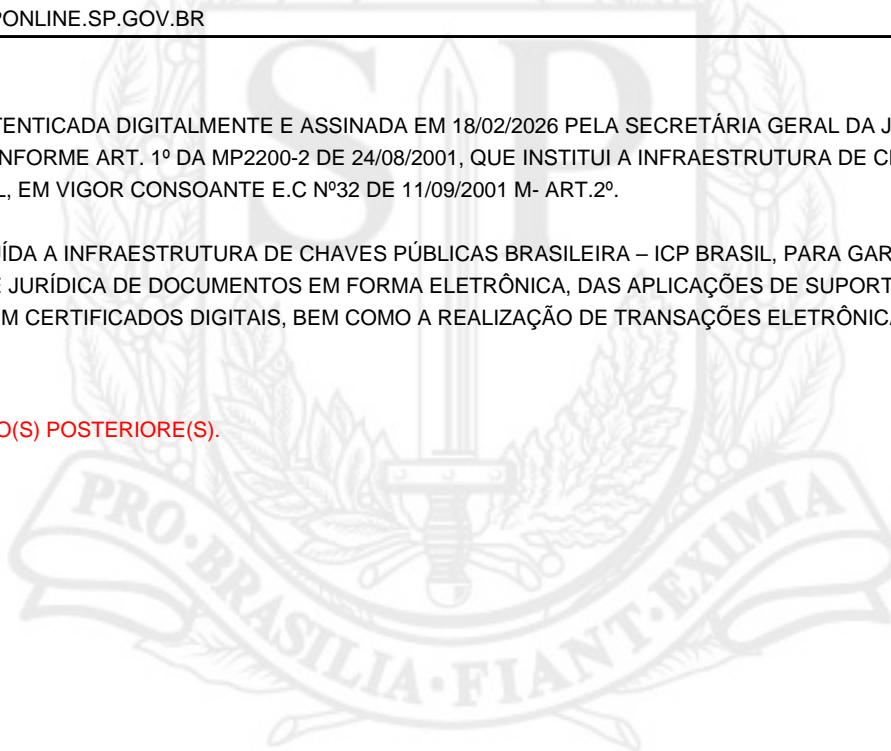 PONLINE.SP.GOV.BR
TENTICADA DIGITALMENTE E ASSINADA EM 18/02/2026 PELA SECRETÁRIA GERAL DA J
NFORME ART. 1º DA MP2200-2 DE 24/08/2001, QUE INSTITUI A INFRAESTRUTURA DE C
L, EM VIGOR CONSOANTE E.C Nº32 DE 11/09/2001 M- ART.2º.
UÍDA A INFRAESTRUTURA DE CHAVES PÚBLICAS BRASILEIRA – ICP BRASIL, PARA GAR
E JURÍDICA DE DOCUMENTOS EM FORMA ELETRÔNICA, DAS APLICAÇÕES DE SUPORT
EM CERTIFICADOS DIGITAIS, BEM COMO A REALIZAÇÃO DE TRANSAÇÕES ELETRÔNICA
O(S) POSTERIORE(S).
SP
PRO·BRASILIA·FIANT·EXIMIA